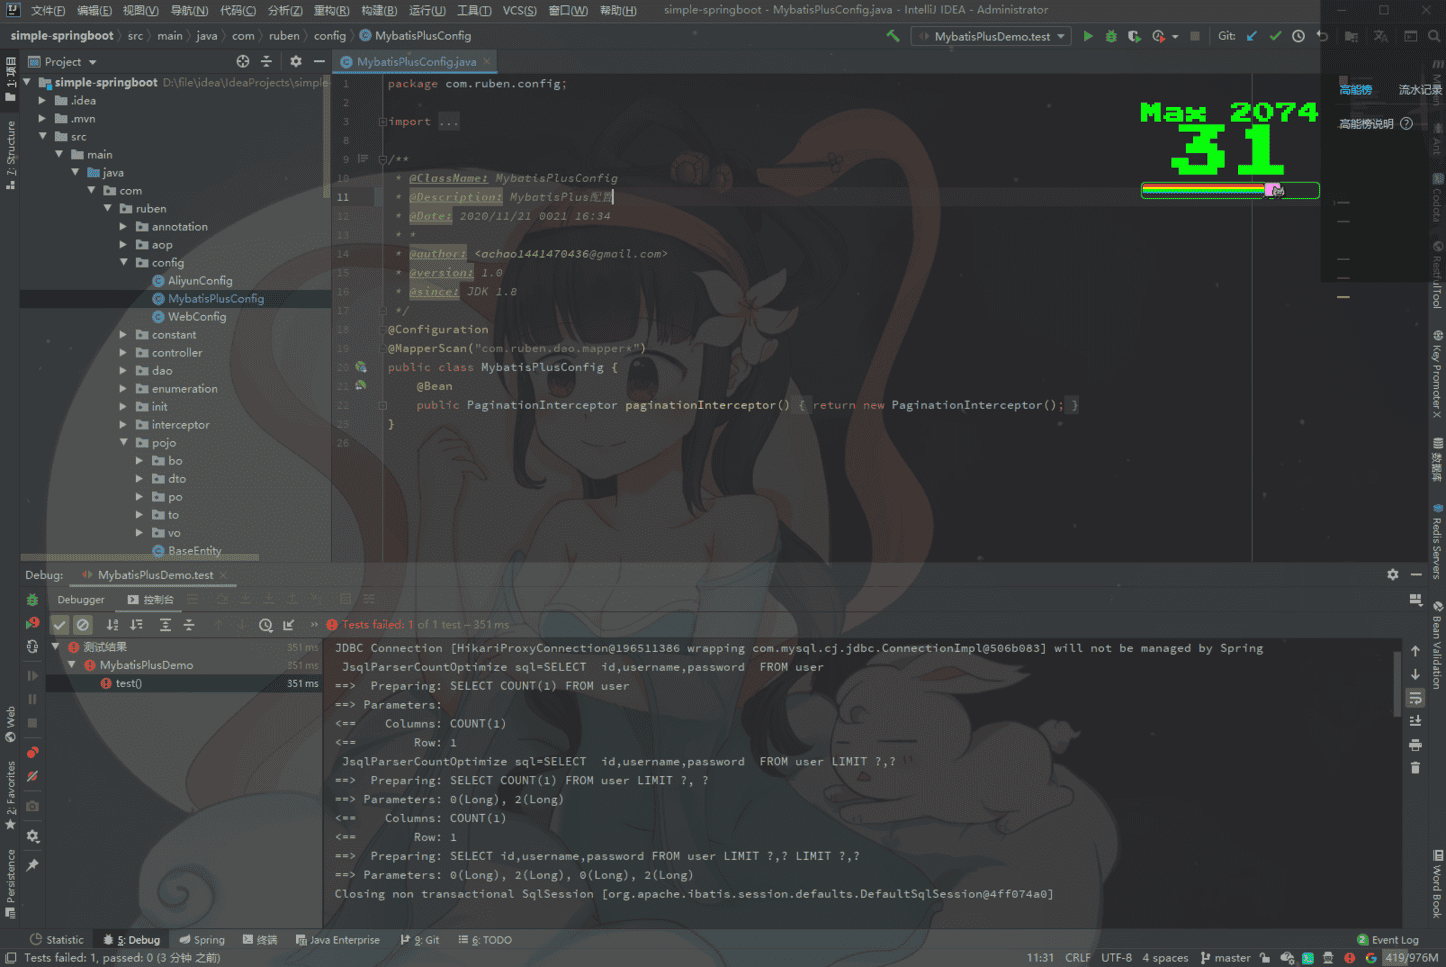 文件(F) 编辑(E) 视图(V) 导航(N) 代码(C) 分析(Z) 重构(R) 构建(B) 运行(U) 工具(T) VCS(S) 窗口(W) 帮助(H) simple-springboot - MybatisPlusConfig.java - IntelliJ IDEA - Administrator
simple-springboot src main java com ruben config MybatisPlusConfig MybatisPlusDemo.test Git:
Project MybatisPlusConfig.java
1: 项目
Z: Structure
simple-springboot D:\file\idea\IdeaProjects\simple
.idea
.mvn
src
main
java
com
ruben
annotation
aop
config
AliyunConfig
MybatisPlusConfig
WebConfig
constant
controller
dao
enumeration
init
interceptor
pojo
bo
dto
po
to
vo
BaseEntity
1 package com.ruben.config;
2
3 import ...
8
9 /**
10 * @ClassName: MybatisPlusConfig
11 * @Description: MybatisPlus配置
12 * @Date: 2020/11/21 0021 16:34
13 * *
14 * @author: <achao1441470436@gmail.com>
15 * @version: 1.0
16 * @since: JDK 1.8
17 */
18 @Configuration
19 @MapperScan("com.ruben.dao.mapper*")
20 public class MybatisPlusConfig {
21 @Bean
22 public PaginationInterceptor paginationInterceptor() { return new PaginationInterceptor(); }
}
26
Max 2074
31
高能榜 流水记录
高能榜说明 ?
Ant
Codota
RestfulTool
Key Promoter X
数据库
Redis Servers
Bean Validation
Word Book
Debug: MybatisPlusDemo.test
Debugger 控制台
Tests failed: 1 of 1 test – 351 ms
测试结果 351 ms
MybatisPlusDemo 351 ms
test() 351 ms
JDBC Connection [HikariProxyConnection@196511386 wrapping com.mysql.cj.jdbc.ConnectionImpl@506b083] will not be managed by Spring
JsqlParserCountOptimize sql=SELECT id,username,password FROM user
==> Preparing: SELECT COUNT(1) FROM user
==> Parameters:
<== Columns: COUNT(1)
<== Row: 1
JsqlParserCountOptimize sql=SELECT id,username,password FROM user LIMIT ?,?
==> Preparing: SELECT COUNT(1) FROM user LIMIT ?, ?
==> Parameters: 0(Long), 2(Long)
<== Columns: COUNT(1)
<== Row: 1
==> Preparing: SELECT id,username,password FROM user LIMIT ?,? LIMIT ?,?
==> Parameters: 0(Long), 2(Long), 0(Long), 2(Long)
Closing non transactional SqlSession [org.apache.ibatis.session.defaults.DefaultSqlSession@4ff074a0]
Web
2: Favorites
Persistence
Statistic 5: Debug Spring 终端 Java Enterprise 9: Git 6: TODO 2 Event Log
Tests failed: 1, passed: 0 (3 分钟 之前) 11:31 CRLF UTF-8 4 spaces master 419/976M